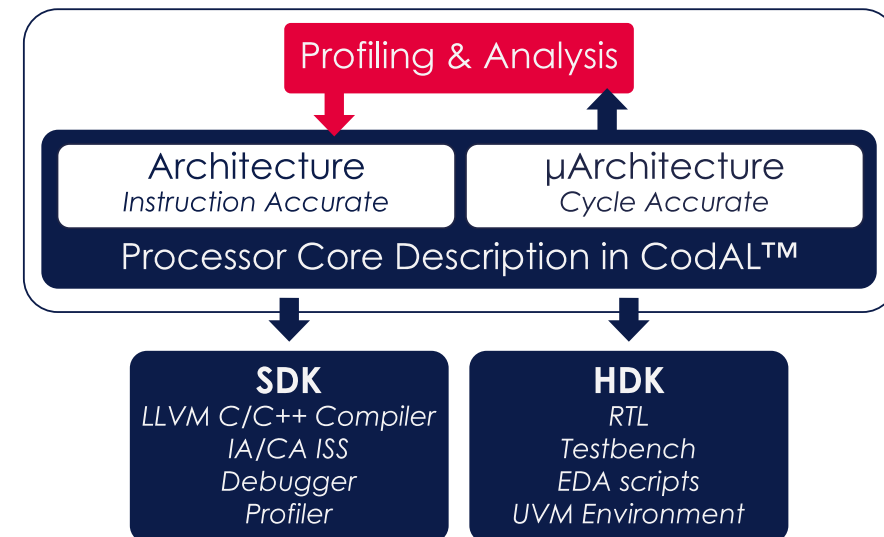 Profiling & Analysis
Architecture
Instruction Accurate
µArchitecture
Cycle Accurate
Processor Core Description in CodAL™
SDK
LLVM C/C++ Compiler
IA/CA ISS
Debugger
Profiler
HDK
RTL
Testbench
EDA scripts
UVM Environment